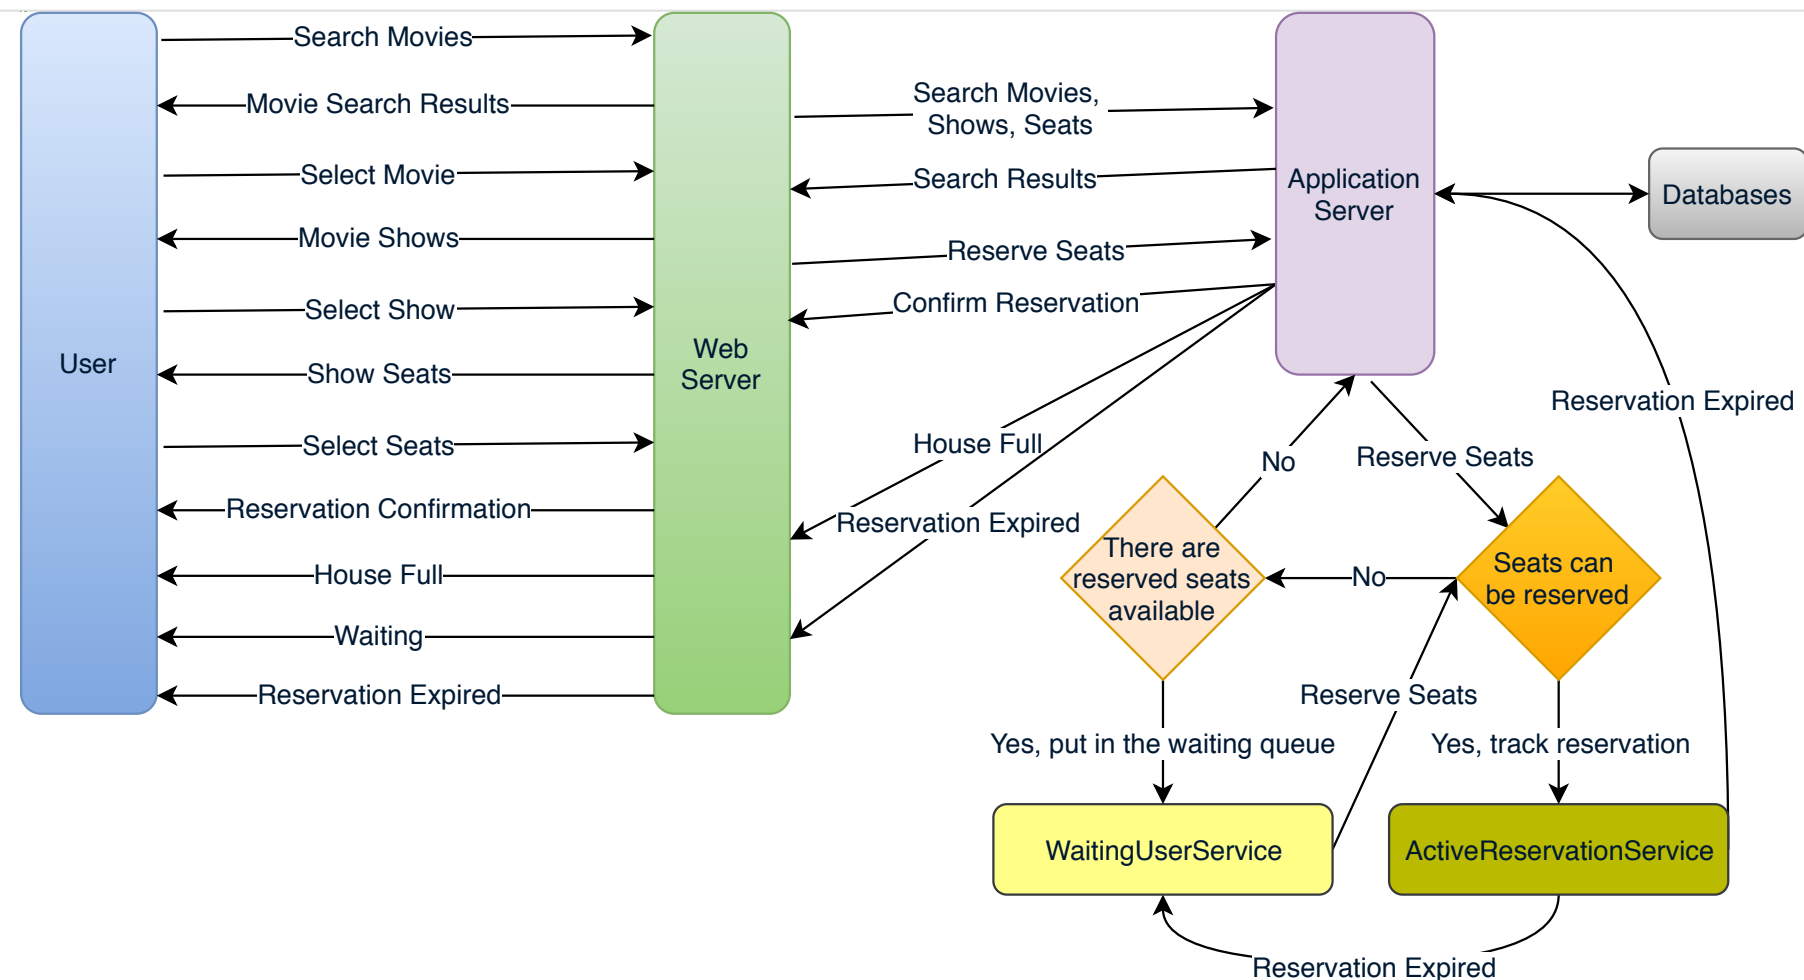 Search Movies
Movie Search Results
Select Movie
Movie Shows
Select Show
User
Show Seats
Select Seats
Reservation Confirmation
House Full
Waiting
Reservation Expired
Web
Server
Search Movies,
Shows, Seats
Search Results
Reserve Seats
Confirm Reservation
House Full
Reservation Expired
Application
Server
Databases
Reservation Expired
No
Reserve Seats
There are
reserved seats
available
No
Seats can
be reserved
Reserve Seats
Yes, put in the waiting queue
Yes, track reservation
WaitingUserService
ActiveReservationService
Reservation Expired